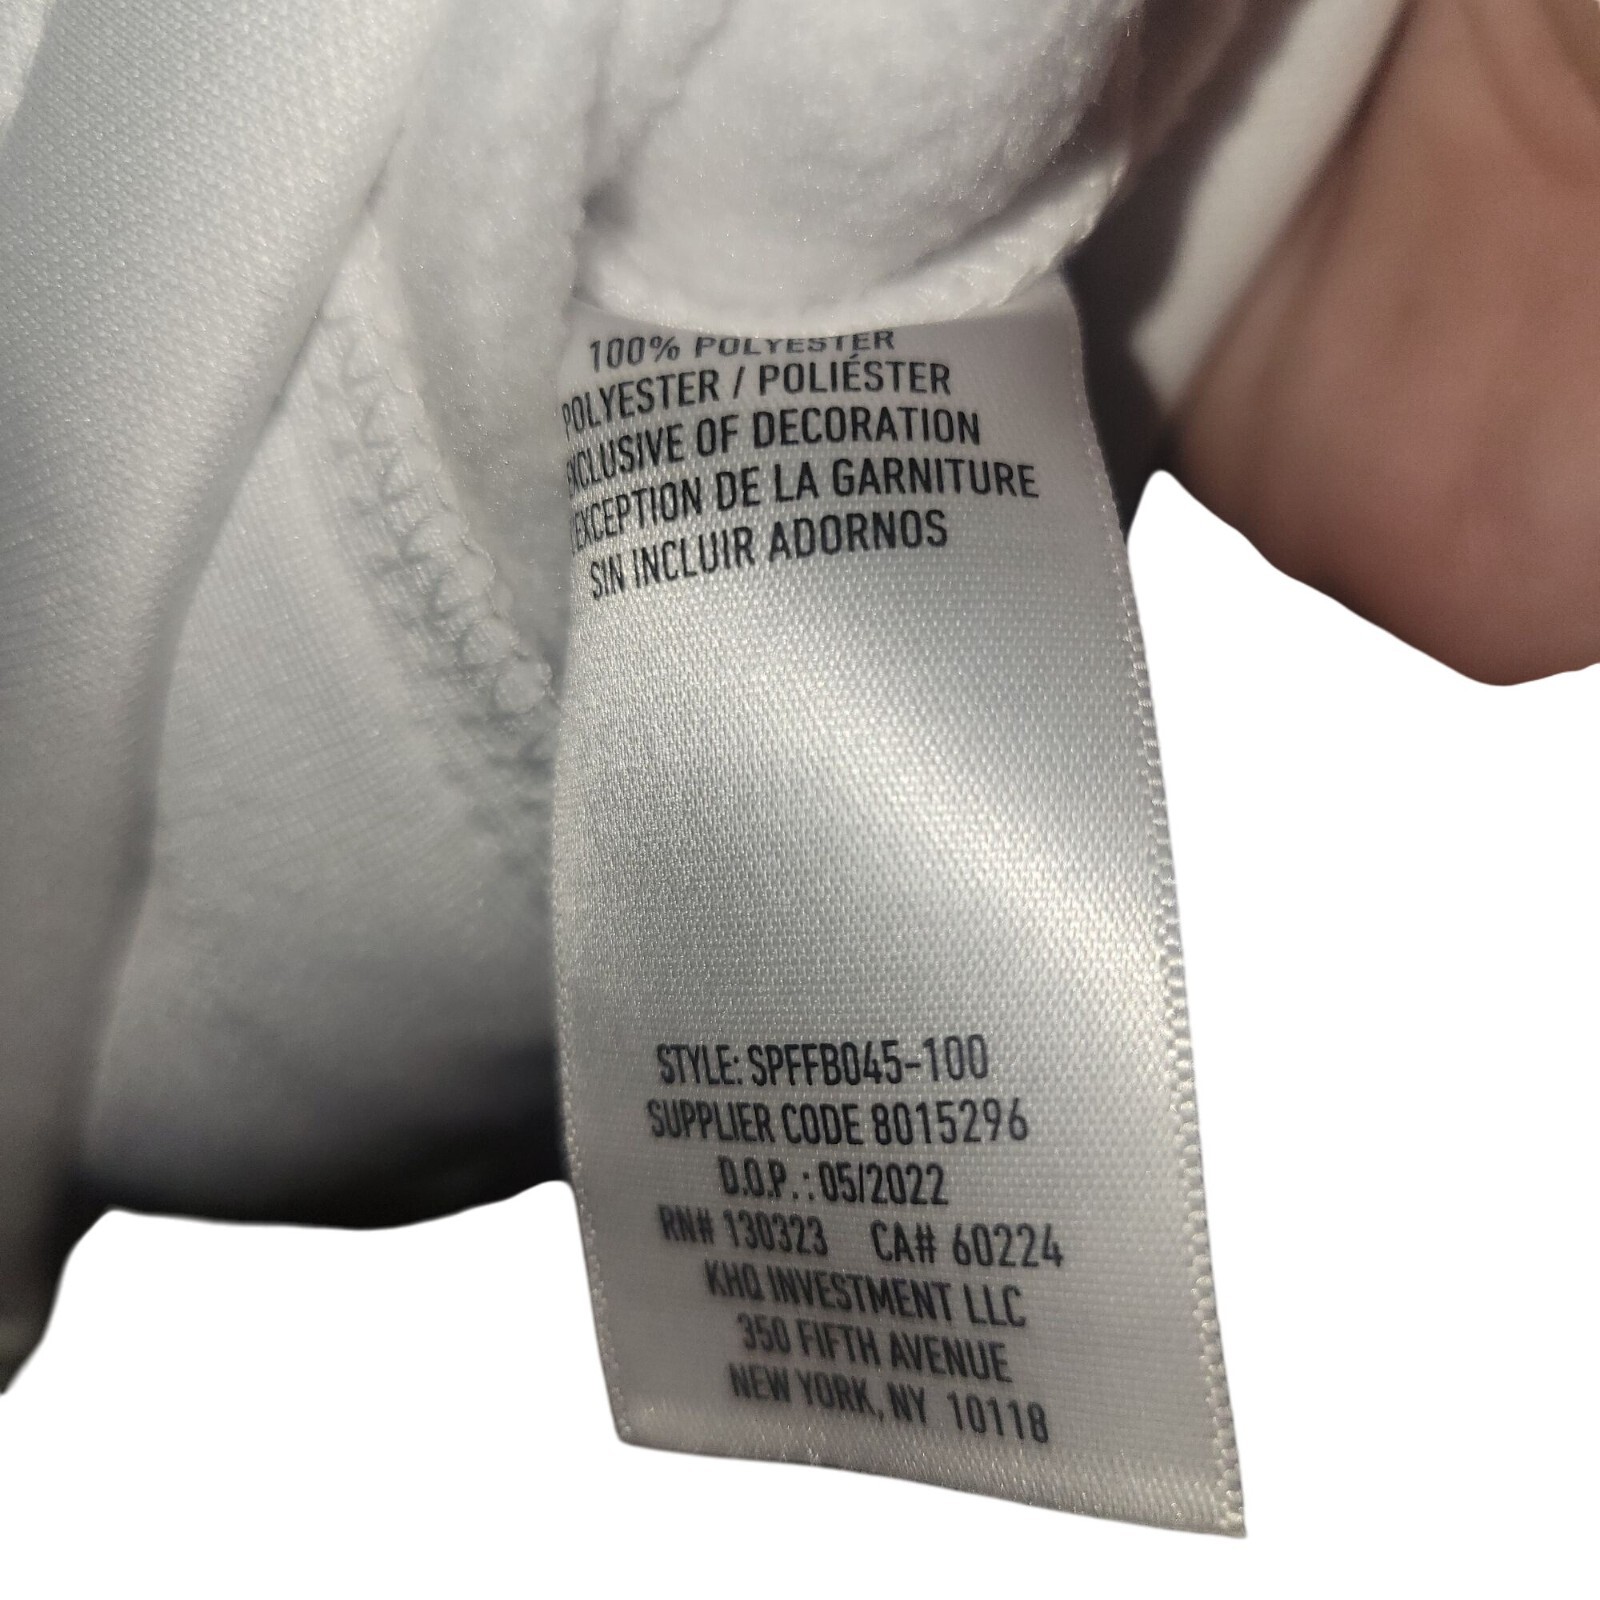 100% POLYESTER
POLYESTER / POLIÉSTER
EXCLUSIVE OF DECORATION
EXCEPTION DE LA GARNITURE
SIN INCLUIR ADORNOS
STYLE: SPFFB045-100
SUPPLIER CODE 8015296
D.O.P. : 05/2022
RN# 130323 CA# 60224
KHQ INVESTMENT LLC
350 FIFTH AVENUE
NEW YORK, NY 10118